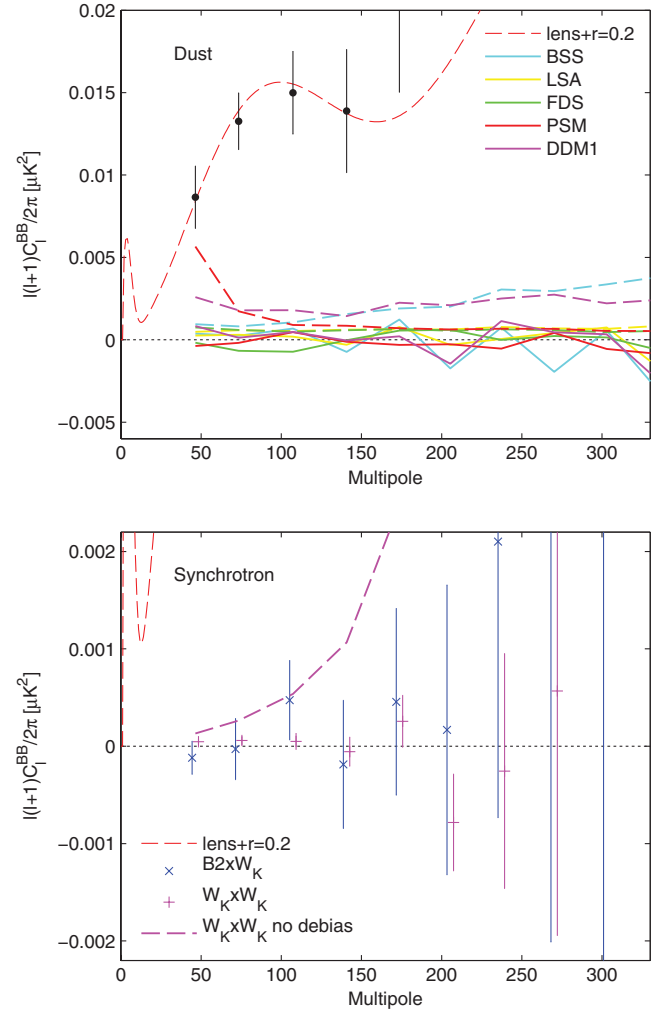 Dust
lens+r=0.2
BSS
LSA
FDS
PSM
DDM1
0.02
0.015
0.01
0.005
0
−0.005
l(l+1)C_l^BB/2π [μK²]
0 50 100 150 200 250 300
Multipole
Synchrotron
0.002
0.001
0
−0.001
−0.002
l(l+1)C_l^BB/2π [μK²]
lens+r=0.2
B2xW_K
W_KxW_K
W_KxW_K no debias
0 50 100 150 200 250 300
Multipole